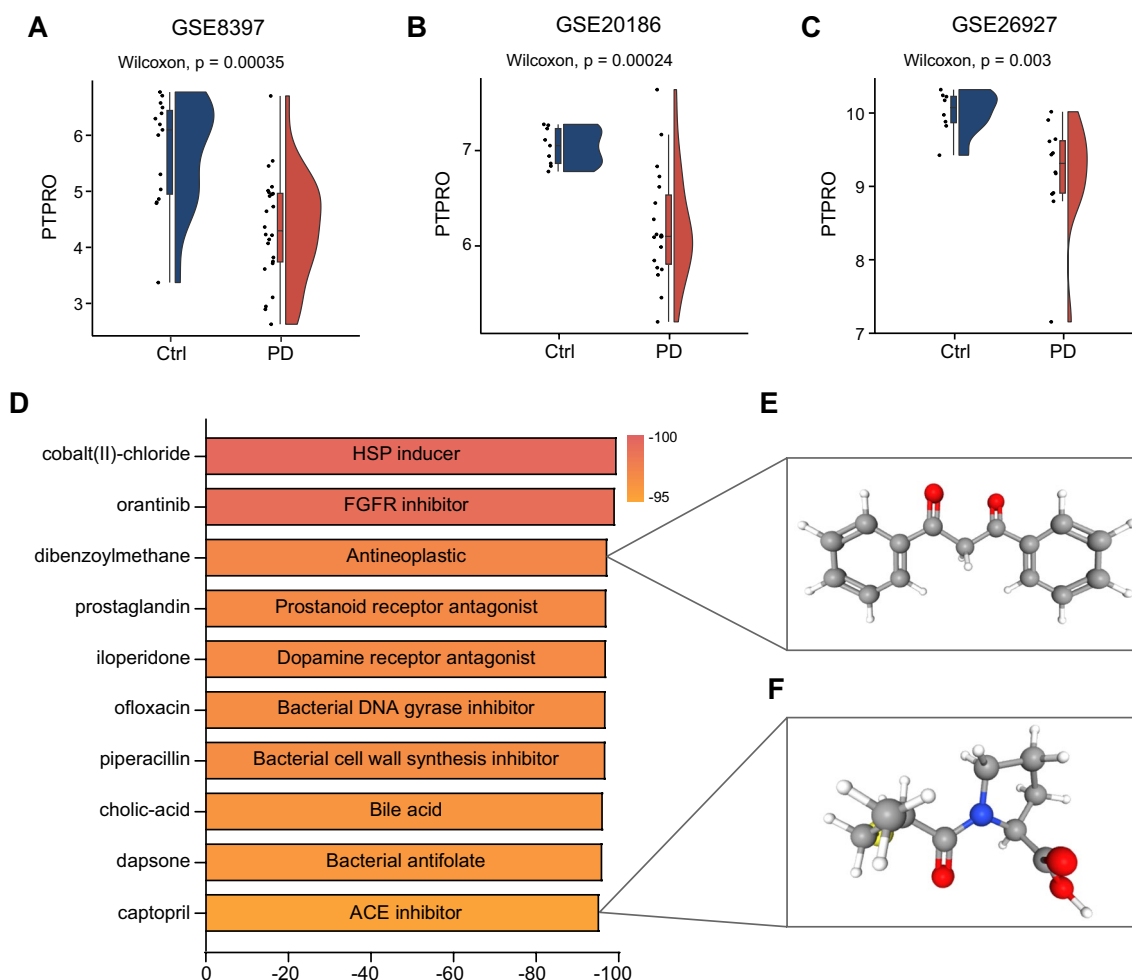 A
GSE8397
Wilcoxon, p = 0.00035
PTPRO
6
5
4
3
Ctrl
PD
B
GSE20186
Wilcoxon, p = 0.00024
PTPRO
7
6
Ctrl
PD
C
GSE26927
Wilcoxon, p = 0.003
PTPRO
10
9
8
7
Ctrl
PD
D
cobalt(II)-chloride
HSP inducer
orantinib
FGFR inhibitor
dibenzoylmethane
Antineoplastic
prostaglandin
Prostanoid receptor antagonist
iloperidone
Dopamine receptor antagonist
ofloxacin
Bacterial DNA gyrase inhibitor
piperacillin
Bacterial cell wall synthesis inhibitor
cholic-acid
Bile acid
dapsone
Bacterial antifolate
captopril
ACE inhibitor
0 -20 -40 -60 -80 -100
-100
-95
E
F